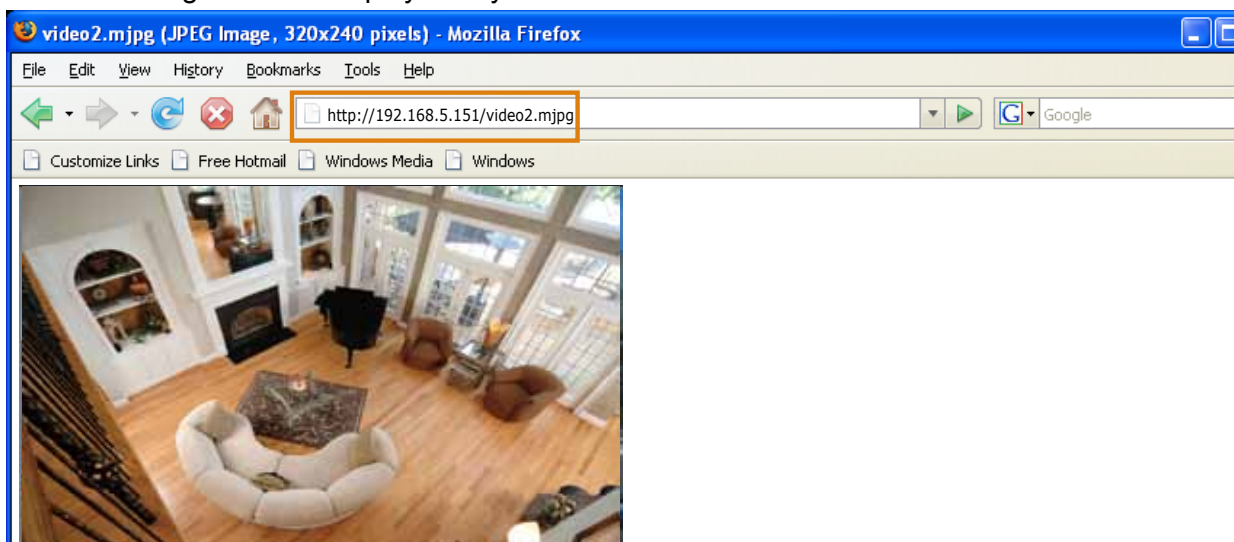 video2.mjpg (JPEG Image, 320x240 pixels) - Mozilla Firefox
File Edit View History Bookmarks Tools Help
http://192.168.5.151/video2.mjpg G Google
Customize Links Free Hotmail Windows Media Windows